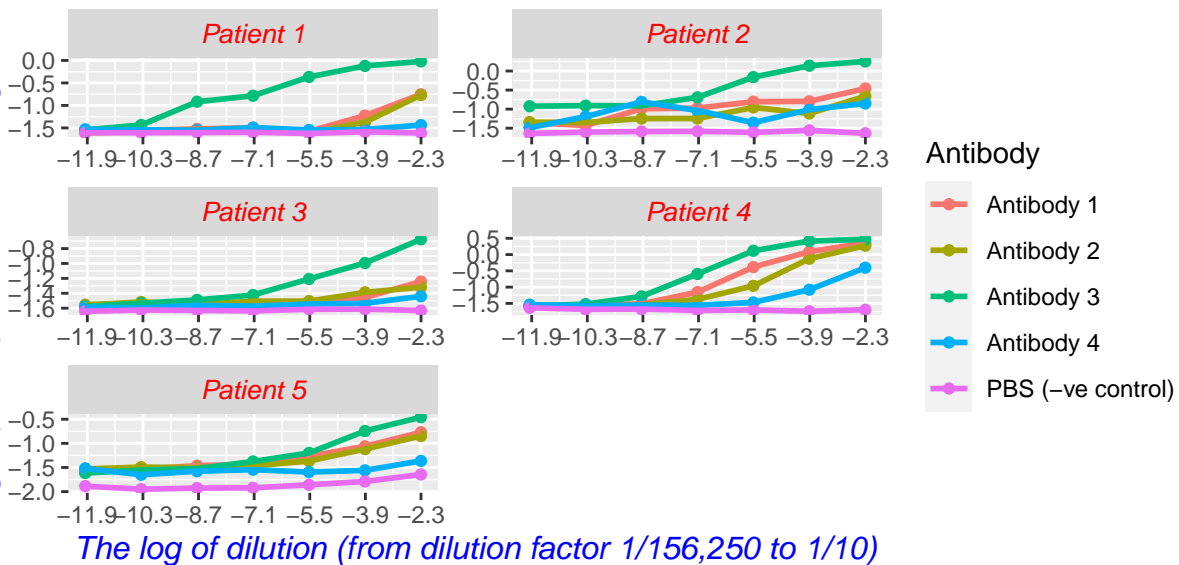 Patient 1
0.0
−0.5
−1.0
−1.5
−11.9 −10.3 −8.7 −7.1 −5.5 −3.9 −2.3
Patient 2
0.0
−0.5
−1.0
−1.5
−11.9 −10.3 −8.7 −7.1 −5.5 −3.9 −2.3
Patient 3
−0.8
−1.2
−1.4
−1.6
−11.9 −10.3 −8.7 −7.1 −5.5 −3.9 −2.3
Patient 4
0.5
0.0
−0.5
−1.0
−1.5
−11.9 −10.3 −8.7 −7.1 −5.5 −3.9 −2.3
Patient 5
−0.5
−1.0
−1.5
−2.0
−11.9 −10.3 −8.7 −7.1 −5.5 −3.9 −2.3
The log of dilution (from dilution factor 1/156,250 to 1/10)
Antibody
Antibody 1
Antibody 2
Antibody 3
Antibody 4
PBS (−ve control)